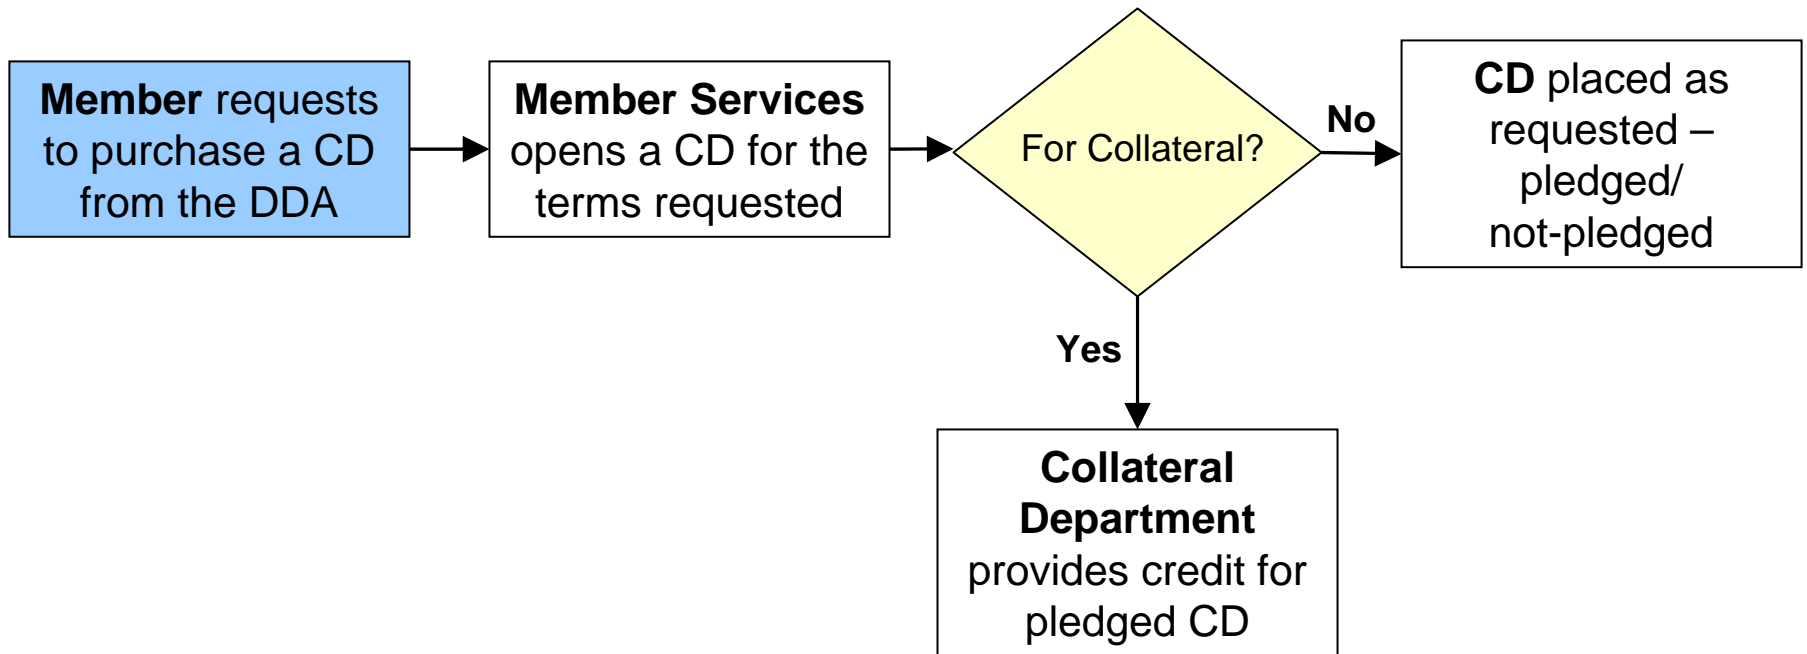 Member requests
to purchase a CD
from the DDA
Member Services
opens a CD for the
terms requested
For Collateral?
No
CD placed as
requested –
pledged/
not-pledged
Yes
Collateral
Department
provides credit for
pledged CD